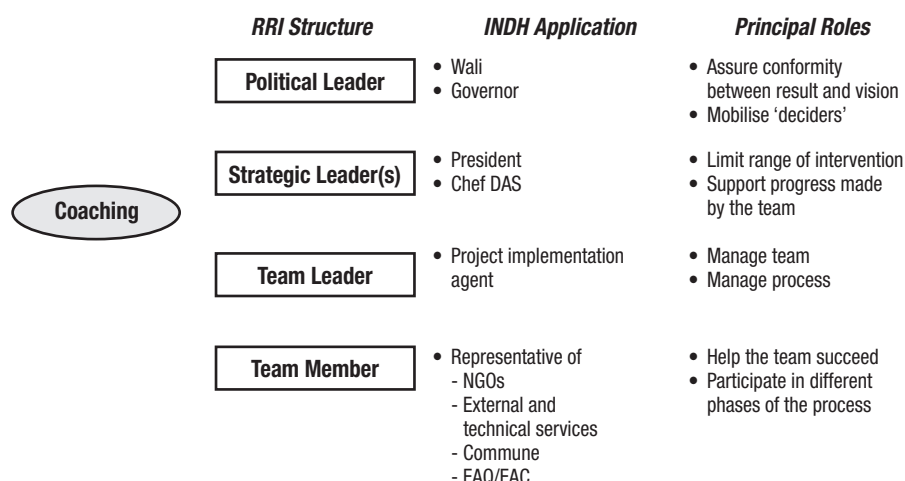 RRI Structure INDH Application Principal Roles
Political Leader
• Wali
• Governor
• Assure conformity
between result and vision
• Mobilise ‘deciders’
Coaching
Strategic Leader(s)
• President
• Chef DAS
• Limit range of intervention
• Support progress made
by the team
Team Leader
• Project implementation
agent
• Manage team
• Manage process
Team Member
• Representative of
- NGOs
- External and
technical services
- Commune
- EAQ/EAC
• Help the team succeed
• Participate in different
phases of the process